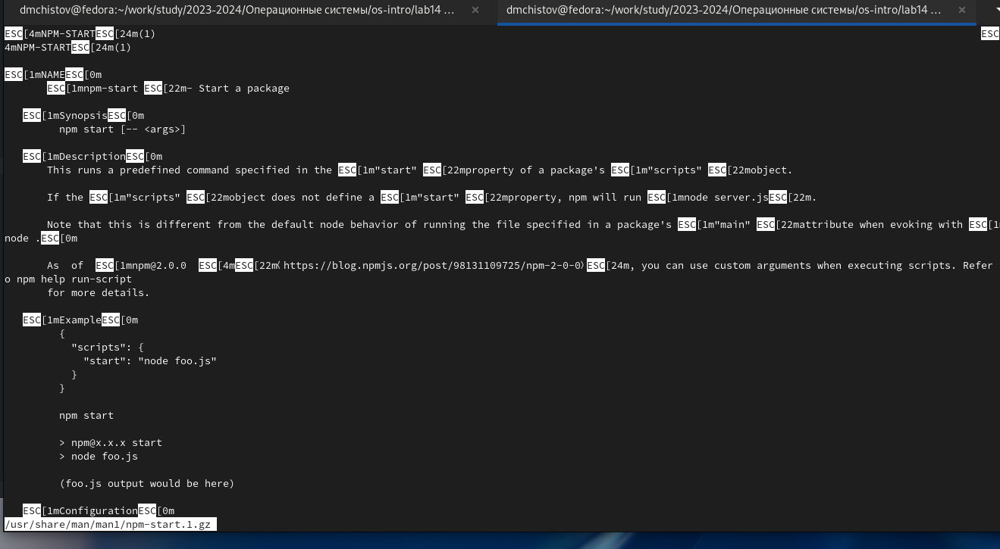 dmchistov@fedora:~/work/study/2023-2024/Операционные системы/os-intro/lab14 ... × dmchistov@fedora:~/work/study/2023-2024/Операционные системы/os-intro/lab14 ... ×
ESC[4mNPM-STARTESC[24m(1) ESC
4mNPM-STARTESC[24m(1)
ESC[1mNAMEESC[0m
ESC[1mnpm-start ESC[22m- Start a package
ESC[1mSynopsisESC[0m
npm start [-- <args>]
ESC[1mDescriptionESC[0m
This runs a predefined command specified in the ESC[1m"start" ESC[22mproperty of a package's ESC[1m"scripts" ESC[22mobject.
If the ESC[1m"scripts" ESC[22mobject does not define a ESC[1m"start" ESC[22mproperty, npm will run ESC[1mnode server.jsESC[22m.
Note that this is different from the default node behavior of running the file specified in a package's ESC[1m"main" ESC[22mattribute when evoking with ESC[1m
node .ESC[0m
As of ESC[1mnpm@2.0.0 ESC[4mESC[22m⟨https://blog.npmjs.org/post/98131109725/npm-2-0-0⟩ESC[24m, you can use custom arguments when executing scripts. Refer
o npm help run-script
for more details.
ESC[1mExampleESC[0m
{
"scripts": {
"start": "node foo.js"
}
}
npm start
> npm@x.x.x start
> node foo.js
(foo.js output would be here)
ESC[1mConfigurationESC[0m
/usr/share/man/man1/npm-start.1.gz